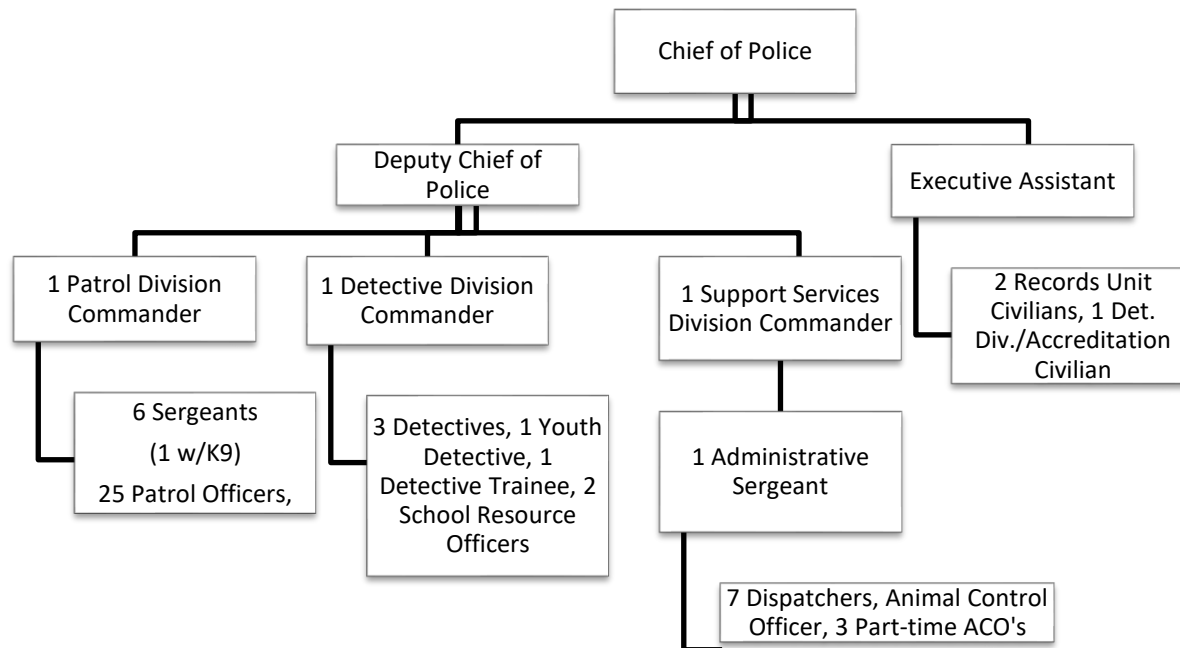 Chief of Police
Deputy Chief of
Police
Executive Assistant
1 Patrol Division
Commander
1 Detective Division
Commander
1 Support Services
Division Commander
2 Records Unit
Civilians, 1 Det.
Div./Accreditation
Civilian
6 Sergeants
(1 w/K9)
25 Patrol Officers,
3 Detectives, 1 Youth
Detective, 1
Detective Trainee, 2
School Resource
Officers
1 Administrative
Sergeant
7 Dispatchers, Animal Control
Officer, 3 Part-time ACO's